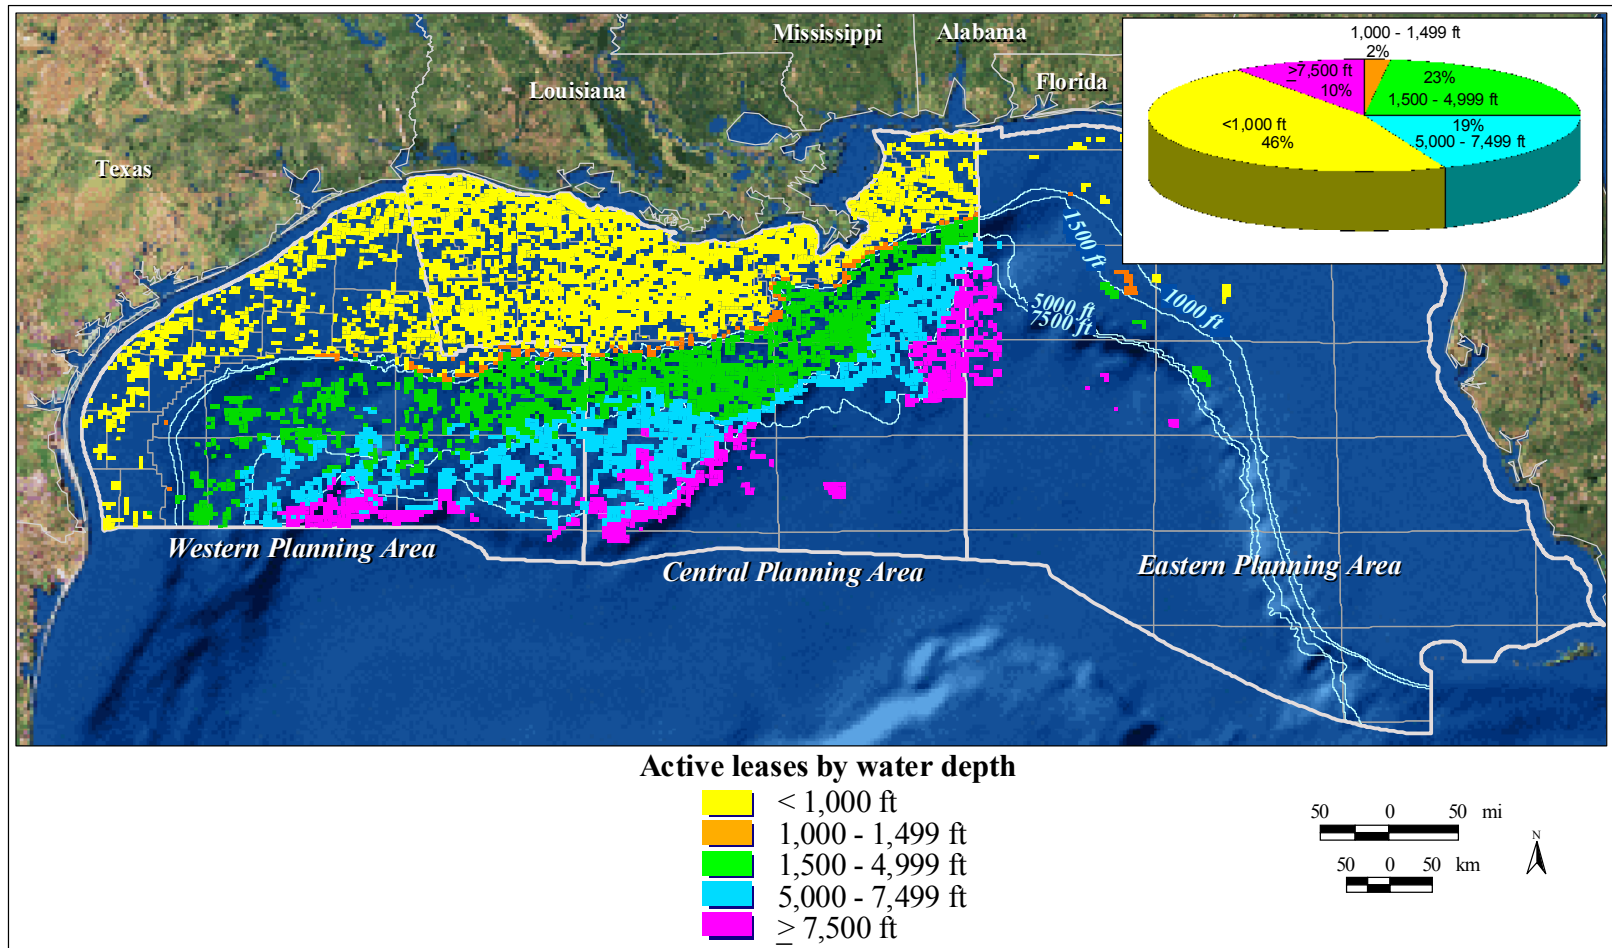 Mississippi
Alabama
Louisiana
Florida
Texas
1,000 - 1,499 ft
2%
≥7,500 ft
10%
23%
1,500 - 4,999 ft
<1,000 ft
46%
19%
5,000 - 7,499 ft
1500 ft
1000 ft
5000 ft
7500 ft
Western Planning Area
Central Planning Area
Eastern Planning Area
Active leases by water depth
< 1,000 ft
1,000 - 1,499 ft
1,500 - 4,999 ft
5,000 - 7,499 ft
≥ 7,500 ft
50 0 50 mi
50 0 50 km
N